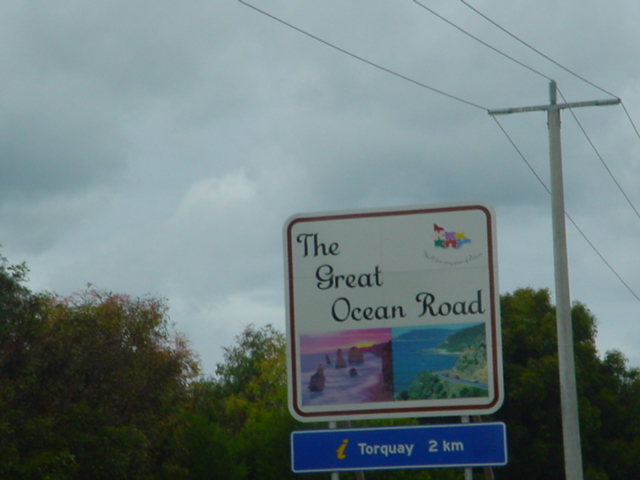 The
Great
Ocean Road
i Torquay 2 km